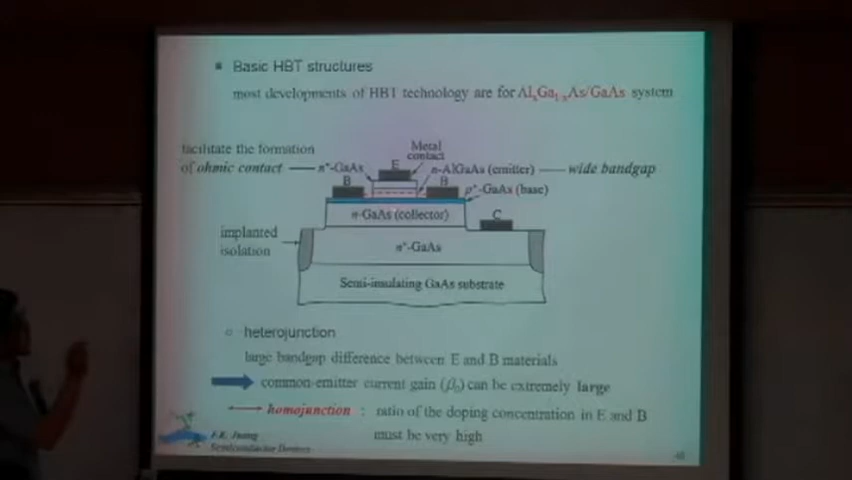 Basic HBT structures
most developments of HBT technology are for AlₓGa₁₋ₓAs/GaAs system
facilitate the formation
of ohmic contact
Metal
contact
n⁺-GaAs
E
n-AlGaAs (emitter)
wide bandgap
B
B
p⁺-GaAs (base)
n-GaAs (collector)
C
implanted
isolation
n⁺-GaAs
Semi-insulating GaAs substrate
heterojunction
large bandgap difference between E and B materials
common-emitter current gain (β₀) can be extremely large
homojunction : ratio of the doping concentration in E and B
must be very high
Semiconductor Devices